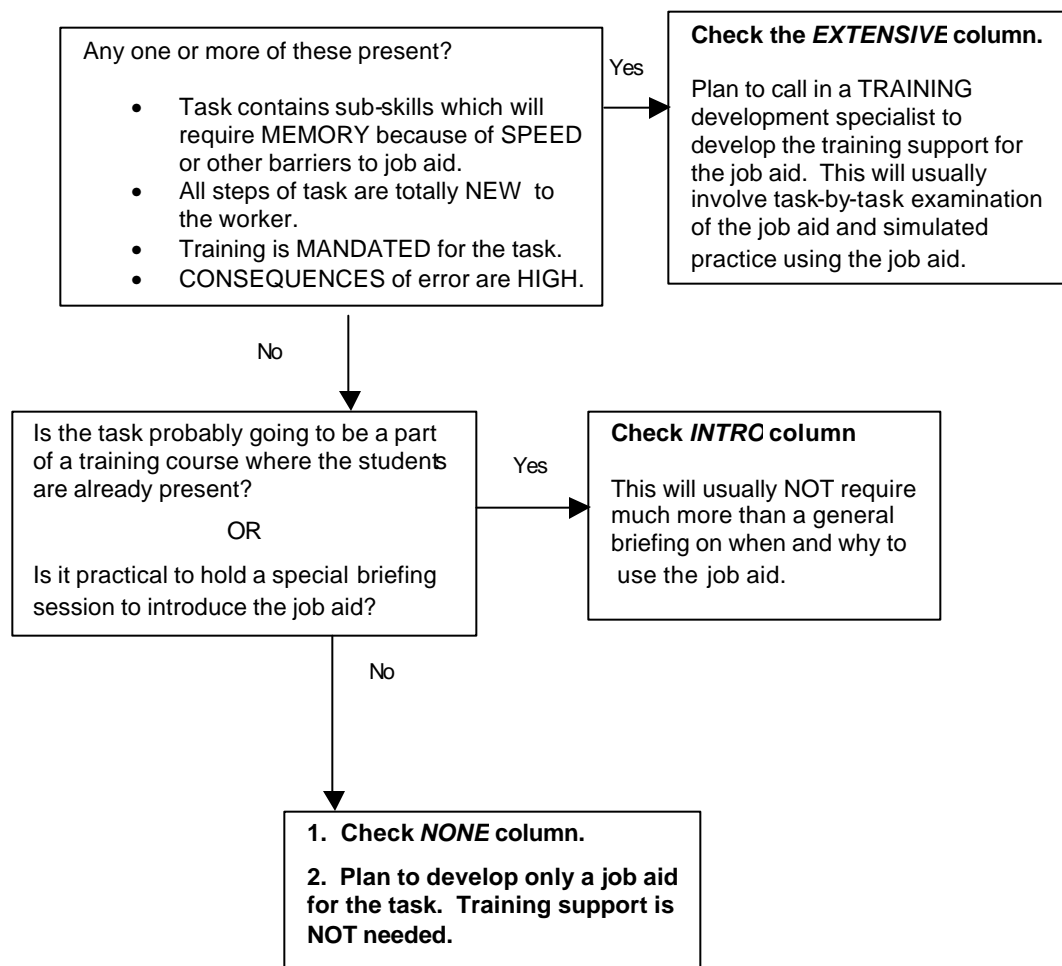 Any one or more of these present?
• Task contains sub-skills which will
require MEMORY because of SPEED
or other barriers to job aid.
• All steps of task are totally NEW to
the worker.
• Training is MANDATED for the task.
• CONSEQUENCES of error are HIGH.
Yes
Check the EXTENSIVE column.
Plan to call in a TRAINING
development specialist to
develop the training support for
the job aid. This will usually
involve task-by-task examination
of the job aid and simulated
practice using the job aid.
No
Is the task probably going to be a part
of a training course where the students
are already present?
OR
Is it practical to hold a special briefing
session to introduce the job aid?
Yes
Check INTRO column
This will usually NOT require
much more than a general
briefing on when and why to
use the job aid.
No
1. Check NONE column.
2. Plan to develop only a job aid
for the task. Training support is
NOT needed.